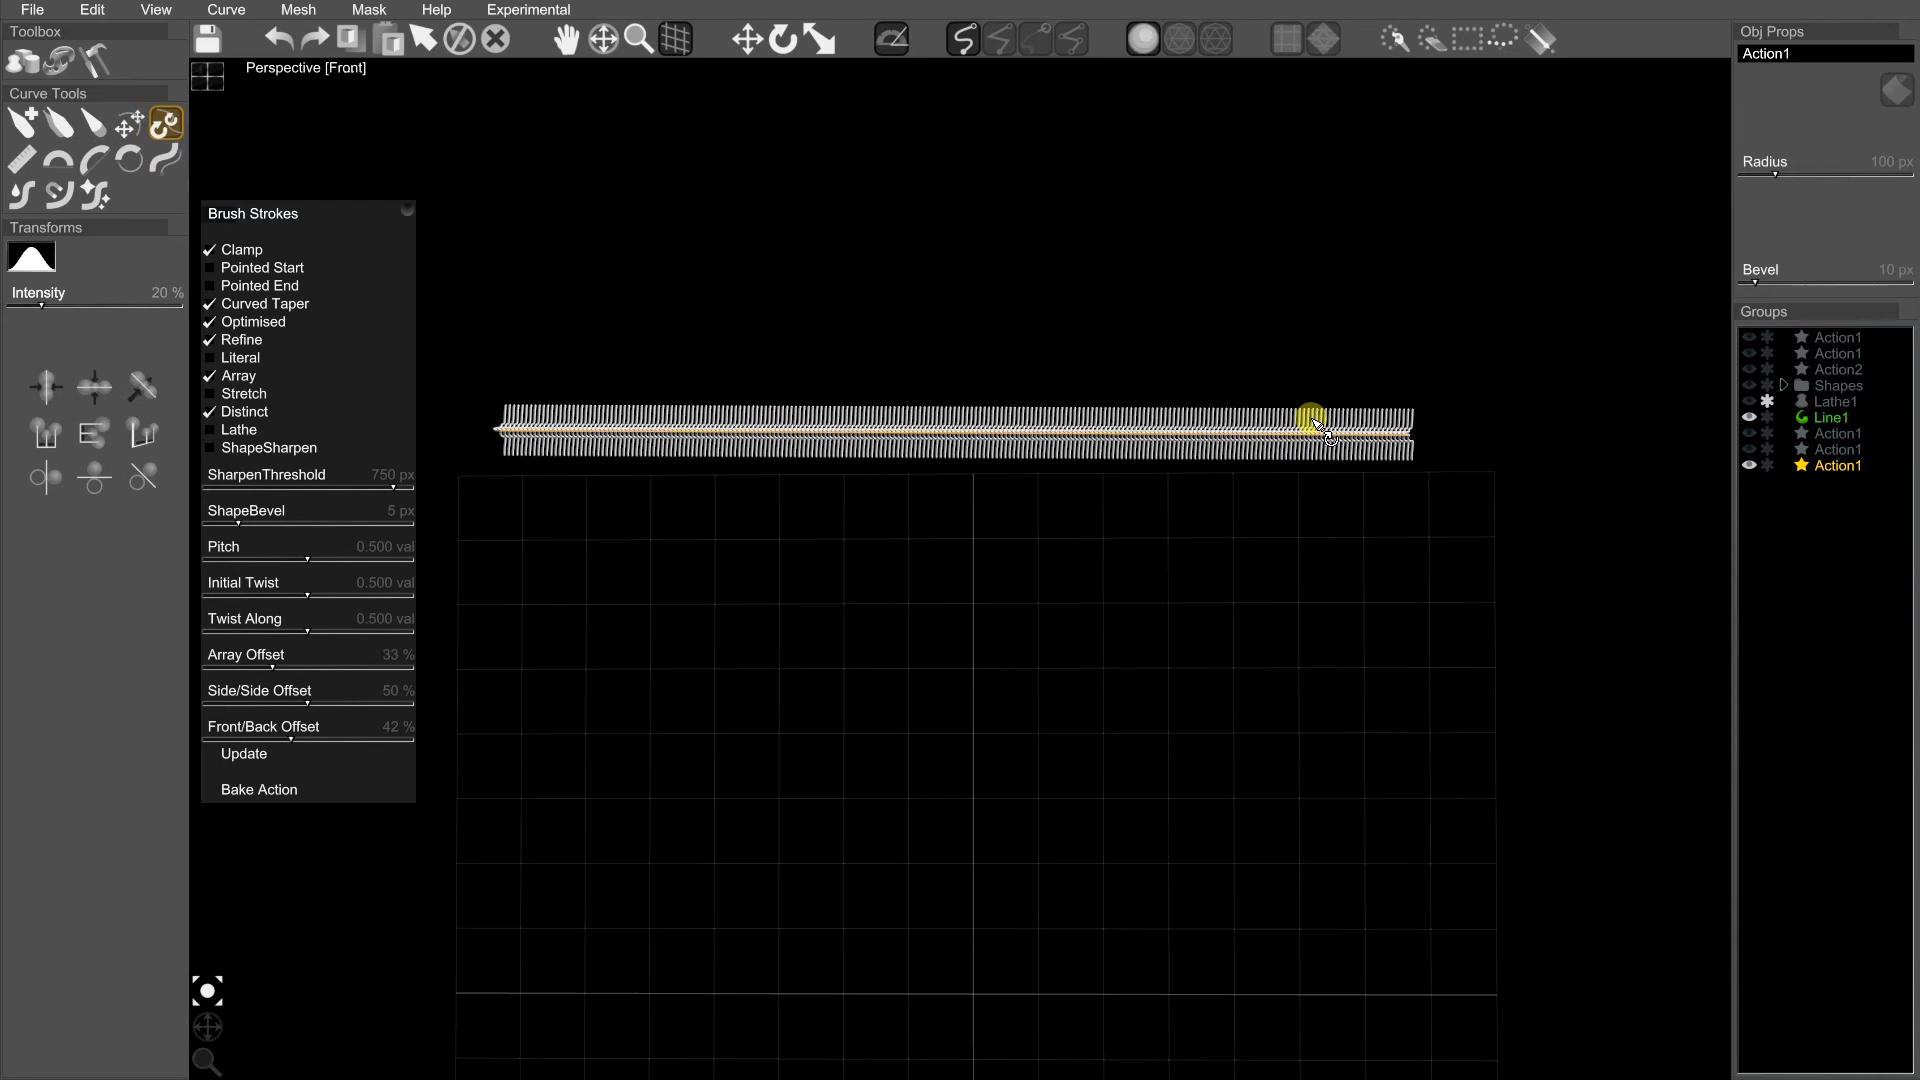 File Edit View Curve Mesh Mask Help Experimental
Toolbox
Curve Tools
Transforms
Intensity 20 %
Perspective [Front]
Brush Strokes
Clamp
Pointed Start
Pointed End
Curved Taper
Optimised
Refine
Literal
Array
Stretch
Distinct
Lathe
ShapeSharpen
SharpenThreshold 750 px
ShapeBevel 5 px
Pitch 0.500 val
Initial Twist 0.500 val
Twist Along 0.500 val
Array Offset 33 %
Side/Side Offset 50 %
Front/Back Offset 42 %
Update
Bake Action
Obj Props
Action1
Radius 100 px
Bevel 10 px
Groups
Action1
Action1
Action2
Shapes
Lathe1
Line1
Action1
Action1
Action1